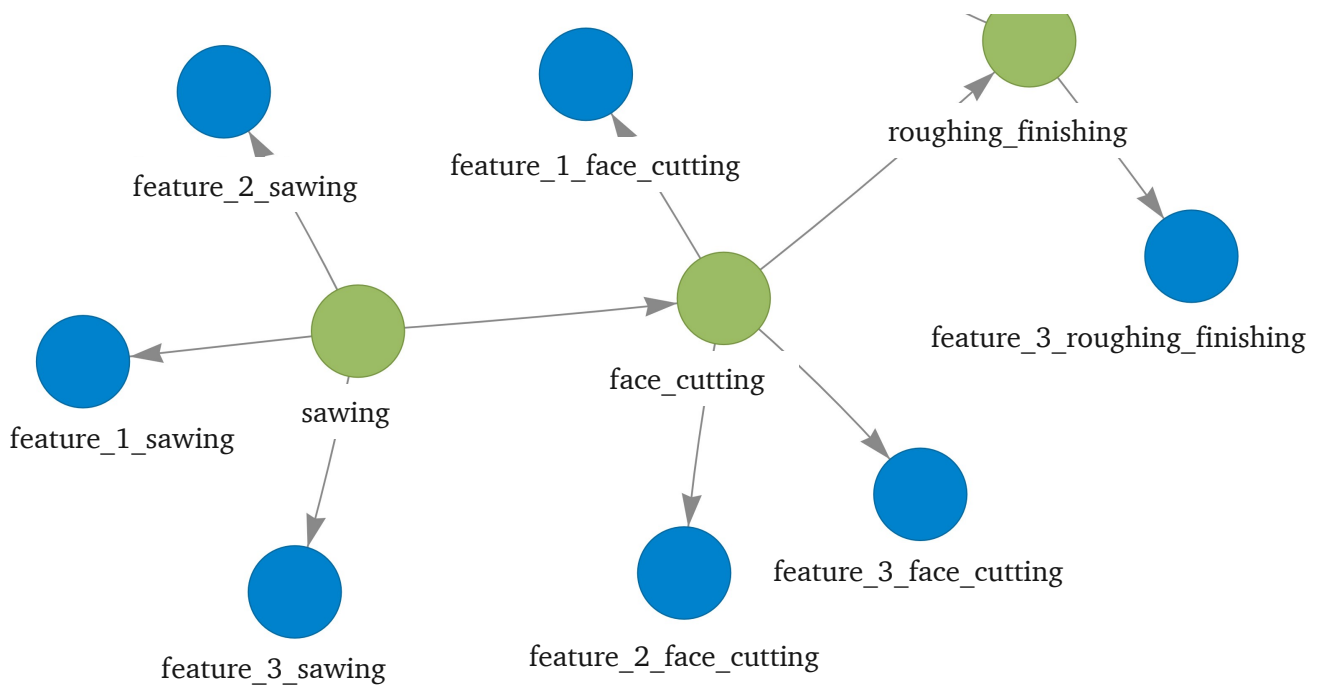 roughing_finishing
feature_1_face_cutting
feature_2_sawing
feature_3_roughing_finishing
face_cutting
sawing
feature_1_sawing
feature_3_face_cutting
feature_2_face_cutting
feature_3_sawing